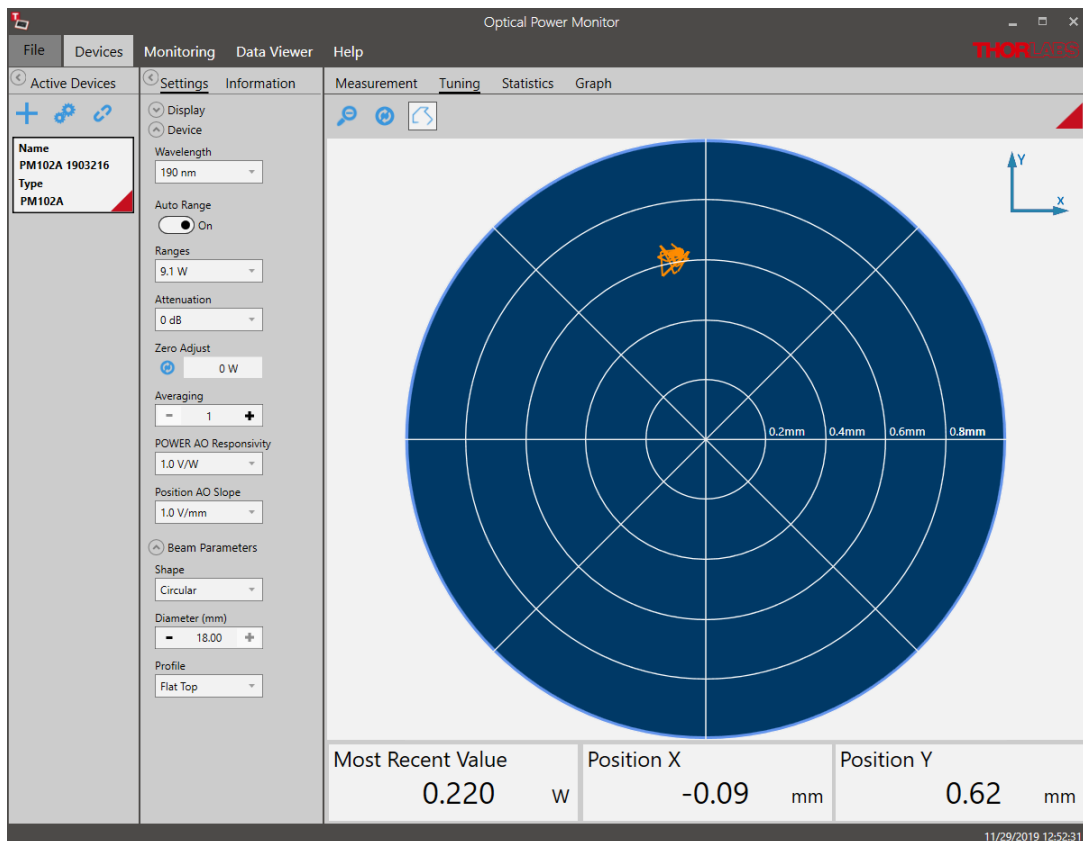 Optical Power Monitor
File Devices Monitoring Data Viewer Help
THORLABS
Active Devices
Name
PM102A 1903216
Type
PM102A
Settings Information
Display
Device
Wavelength
190 nm
Auto Range
On
Ranges
9.1 W
Attenuation
0 dB
Zero Adjust
0 W
Averaging
- 1 +
POWER AO Responsivity
1.0 V/W
Position AO Slope
1.0 V/mm
Beam Parameters
Shape
Circular
Diameter (mm)
- 18.00 +
Profile
Flat Top
Measurement Tuning Statistics Graph
Y
X
0.2mm 0.4mm 0.6mm 0.8mm
Most Recent Value
0.220 W
Position X
-0.09 mm
Position Y
0.62 mm
11/29/2019 12:52:31